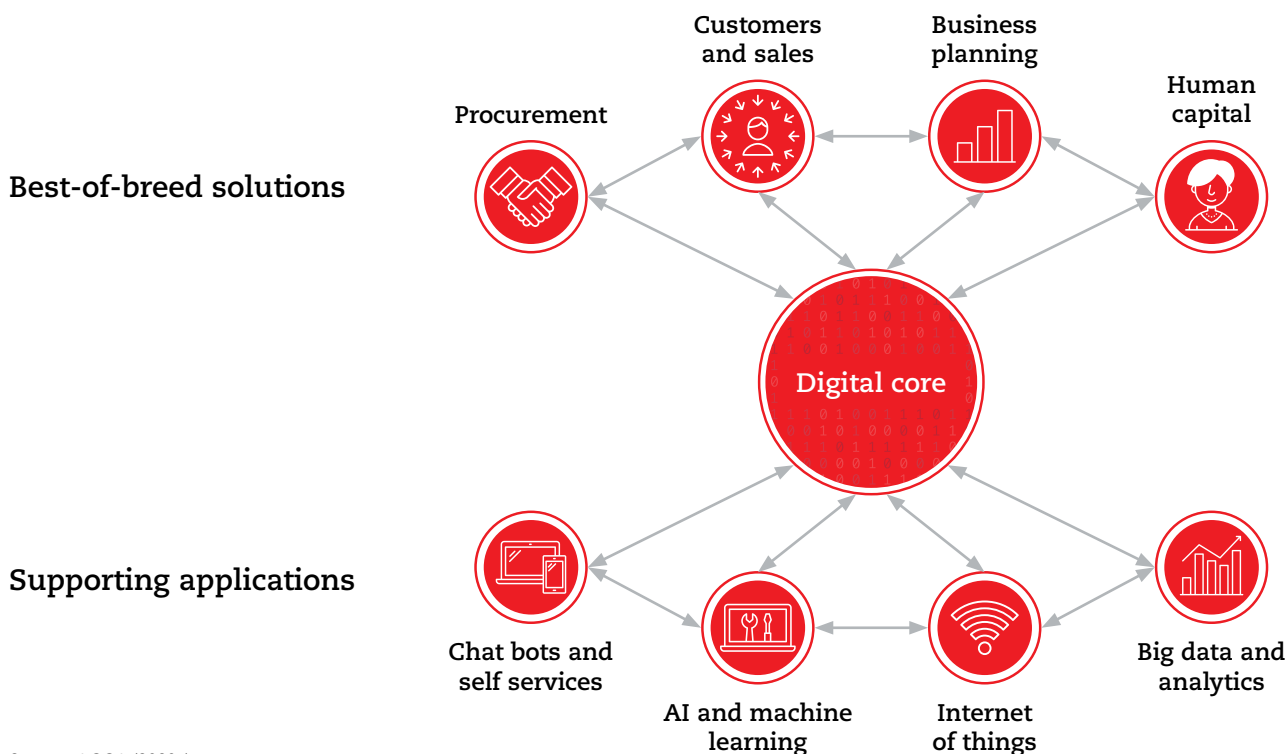 Customers
and sales
Business
planning
Human
capital
Procurement
Best-of-breed solutions
Digital core
Supporting applications
Chat bots and
self services
AI and machine
learning
Internet
of things
Big data and
analytics